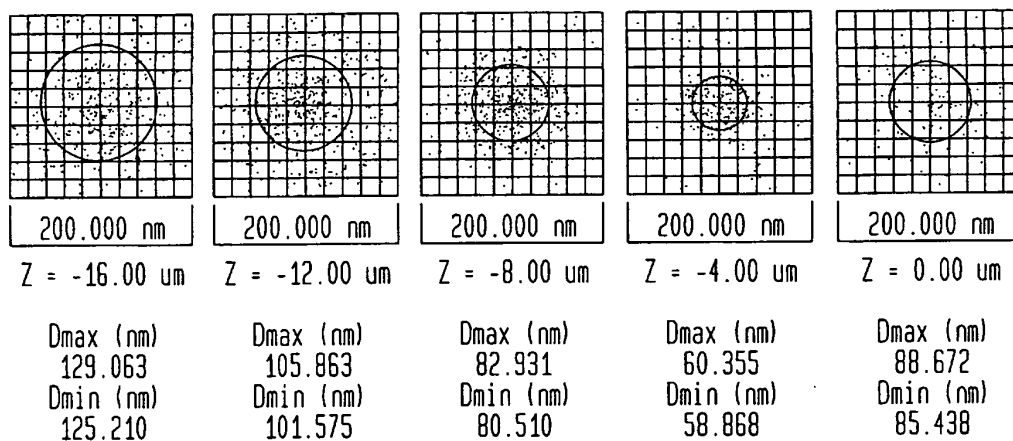 200.000 nm 200.000 nm 200.000 nm 200.000 nm 200.000 nm
Z = -16.00 um Z = -12.00 um Z = -8.00 um Z = -4.00 um Z = 0.00 um
Dmax (nm) Dmax (nm) Dmax (nm) Dmax (nm) Dmax (nm)
129.063 105.863 82.931 60.355 88.672
Dmin (nm) Dmin (nm) Dmin (nm) Dmin (nm) Dmin (nm)
125.210 101.575 80.510 58.868 85.438